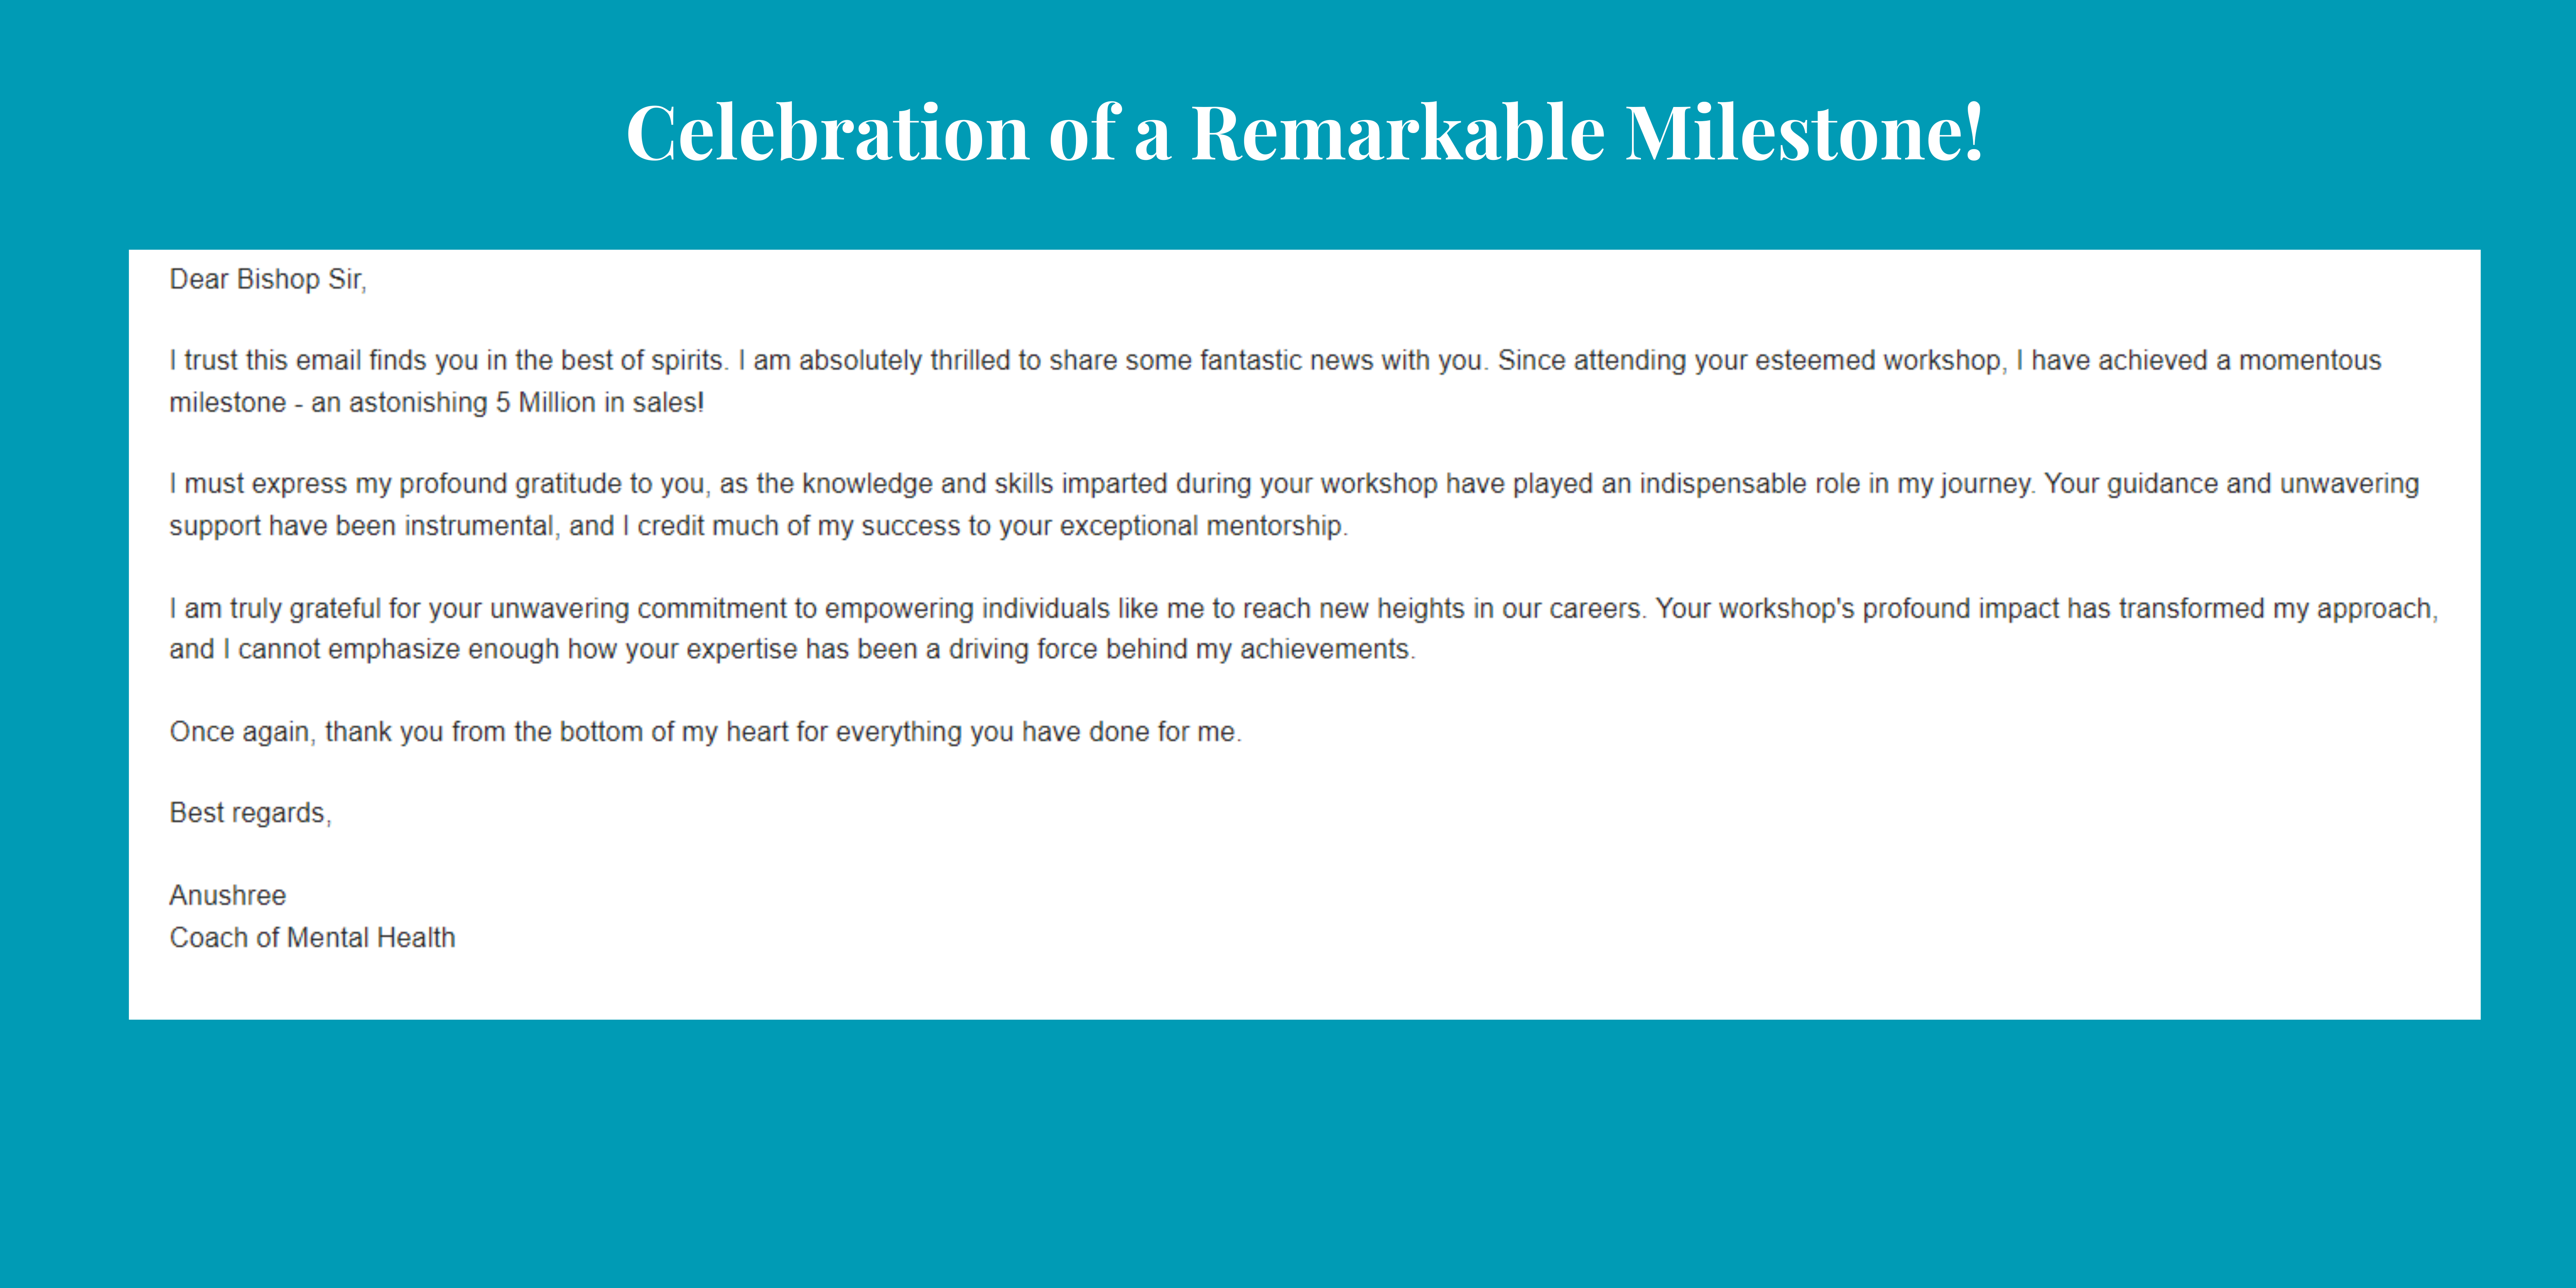 Celebration of a Remarkable Milestone!
Dear Bishop Sir,
I trust this email finds you in the best of spirits. I am absolutely thrilled to share some fantastic news with you. Since attending your esteemed workshop, I have achieved a momentous
milestone - an astonishing 5 Million in sales!
I must express my profound gratitude to you, as the knowledge and skills imparted during your workshop have played an indispensable role in my journey. Your guidance and unwavering
support have been instrumental, and I credit much of my success to your exceptional mentorship.
I am truly grateful for your unwavering commitment to empowering individuals like me to reach new heights in our careers. Your workshop's profound impact has transformed my approach,
and I cannot emphasize enough how your expertise has been a driving force behind my achievements.
Once again, thank you from the bottom of my heart for everything you have done for me.
Best regards,
Anushree
Coach of Mental Health